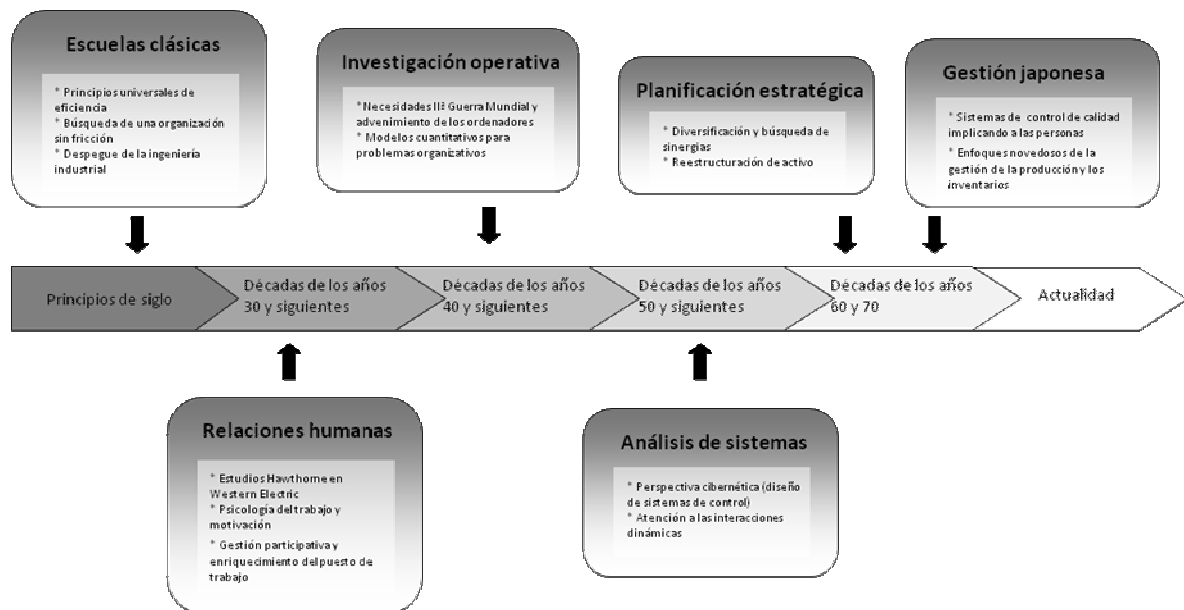 Escuelas clásicas
* Principios universales de
eficiencia
* Búsqueda de una organización
sin fricción
* Despegue de la ingeniería
industrial
Investigación operativa
*Necesidades IIª Guerra Mundial y
advenimiento de los ordenadores
* Modelos cuantitativos para
problemas organizativos
Planificación estratégica
* Diversificación y búsqueda de
sinergias
* Reestructuración de activo
Gestión japonesa
* Sistemas de control de calidad
implicando a las personas
* Enfoques novedosos de la
gestión de la producción y los
inventarios
Principios de siglo
Décadas de los años
30 y siguientes
Décadas de los años
40 y siguientes
Décadas de los años
50 y siguientes
Décadas de los años
60 y 70
Actualidad
Relaciones humanas
* Estudios Hawthorne en
Western Electric
* Psicología del trabajo y
motivación
* Gestión participativa y
enriquecimiento del puesto de
trabajo
Análisis de sistemas
* Perspectiva cibernética (diseño
de sistemas de control)
* Atención a las interacciones
dinámicas